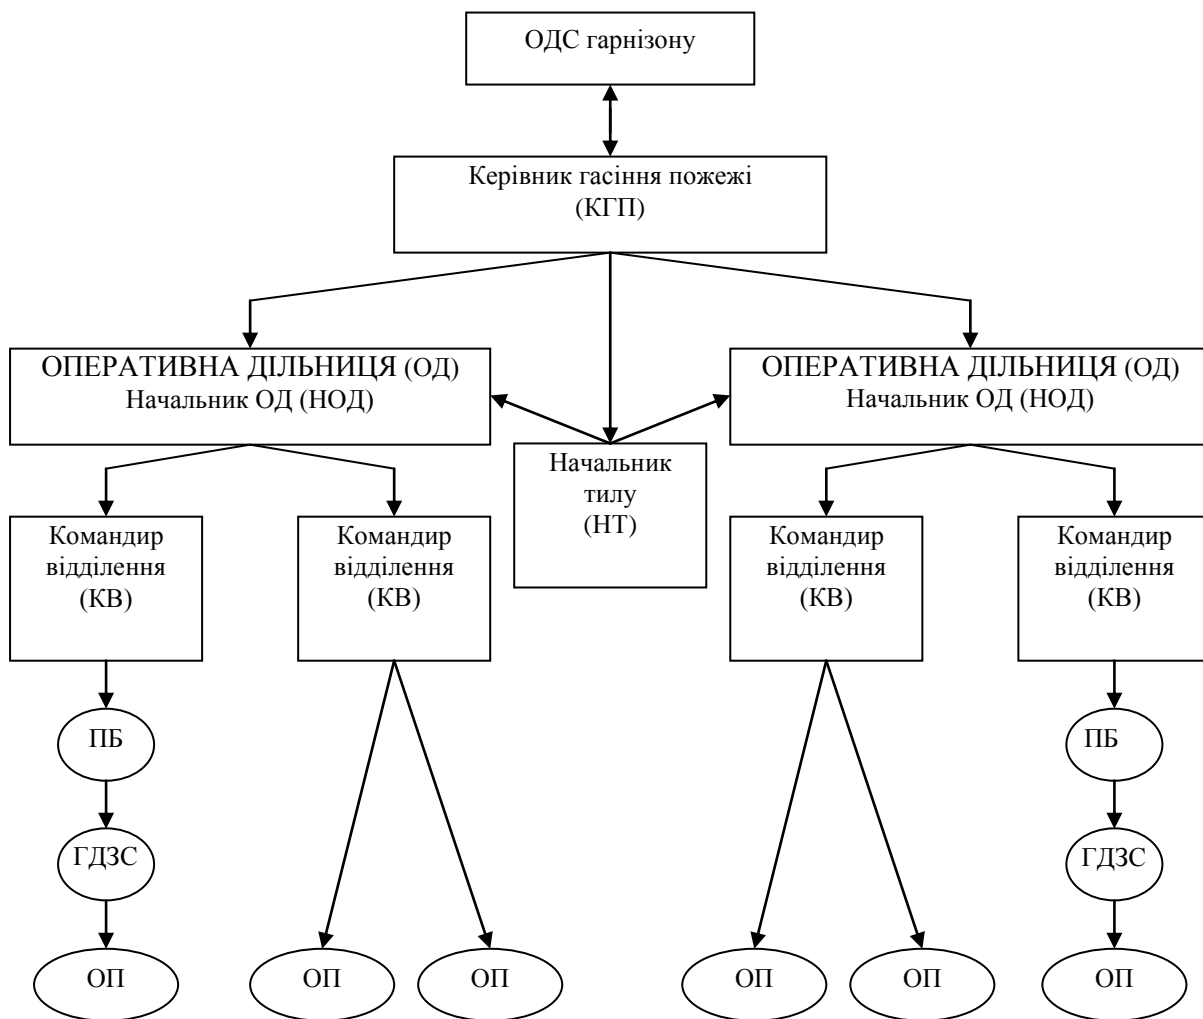 ОДС гарнізону
Керівник гасіння пожежі
(КГП)
ОПЕРАТИВНА ДІЛЬНИЦЯ (ОД)
Начальник ОД (НОД)
ОПЕРАТИВНА ДІЛЬНИЦЯ (ОД)
Начальник ОД (НОД)
Начальник
тилу
(НТ)
Командир
відділення
(КВ)
Командир
відділення
(КВ)
Командир
відділення
(КВ)
Командир
відділення
(КВ)
ПБ
ПБ
ГДЗС
ГДЗС
ОП
ОП
ОП
ОП
ОП
ОП